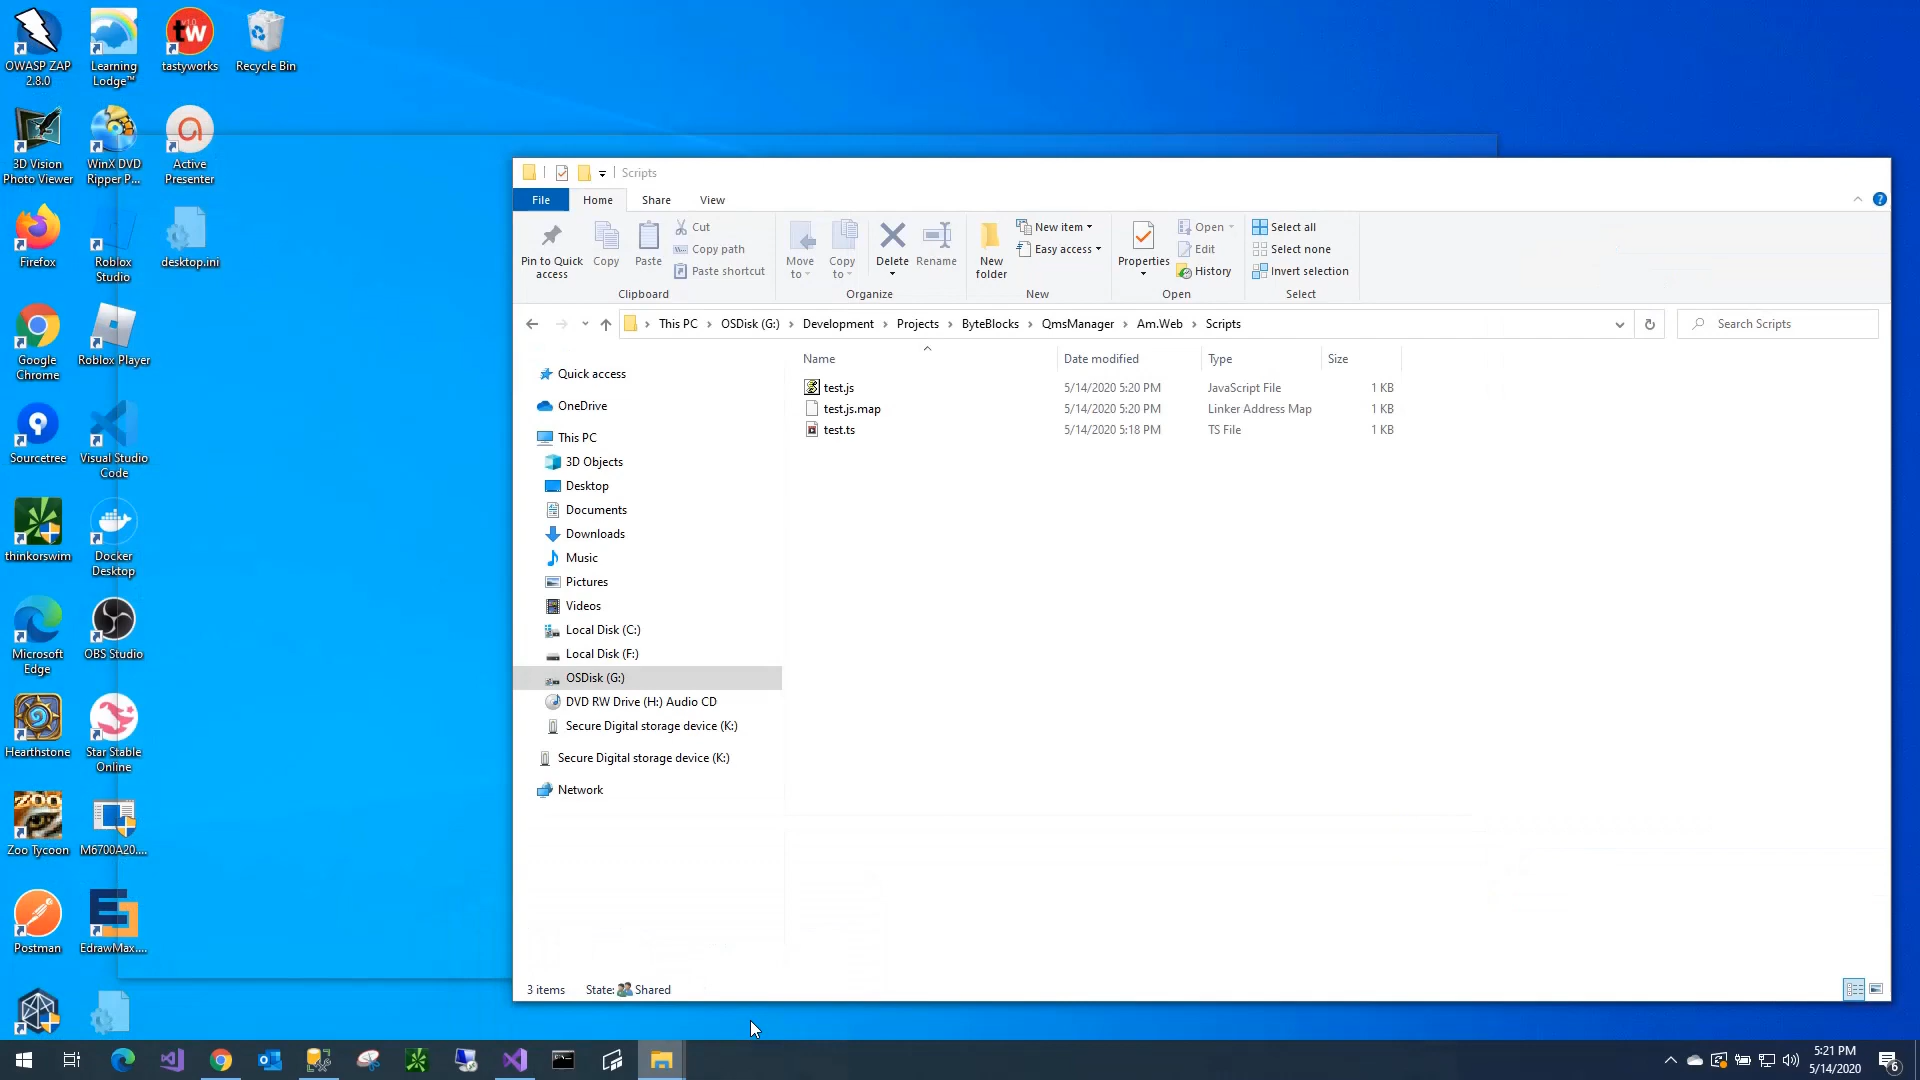 OWASP ZAP
2.8.0
Learning
Lodge™
tastyworks
Recycle Bin
3D Vision
Photo Viewer
WinX DVD
Ripper P...
Active
Presenter
Firefox
Roblox
Studio
desktop.ini
Google
Chrome
Roblox Player
Sourcetree
Visual Studio
Code
thinkorswim
Docker
Desktop
Microsoft
Edge
OBS Studio
Hearthstone
Star Stable
Online
ZOO
Zoo Tycoon
M6700A20....
Postman
EdrawMax....
Scripts
File
Home
Share
View
Pin to Quick
access
Copy
Paste
Cut
Copy path
Paste shortcut
Clipboard
Move
to
Copy
to
Delete
Rename
Organize
New
folder
New item
Easy access
New
Properties
Open
Edit
History
Open
Select all
Select none
Invert selection
Select
This PC
OSDisk (G:)
Development
Projects
ByteBlocks
QmsManager
Am.Web
Scripts
Search Scripts
Quick access
OneDrive
This PC
3D Objects
Desktop
Documents
Downloads
Music
Pictures
Videos
Local Disk (C:)
Local Disk (F:)
OSDisk (G:)
DVD RW Drive (H:) Audio CD
Secure Digital storage device (K:)
Secure Digital storage device (K:)
Network
Name Date modified Type Size
test.js 5/14/2020 5:20 PM JavaScript File 1 KB
test.js.map 5/14/2020 5:20 PM Linker Address Map 1 KB
test.ts 5/14/2020 5:18 PM TS File 1 KB
3 items State: Shared
5:21 PM
5/14/2020
6